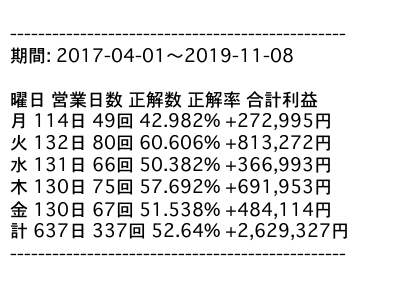 ------------------------------------------------
期間: 2017-04-01〜2019-11-08
曜日 営業日数 正解数 正解率 合計利益
月 114日 49回 42.982% +272,995円
火 132日 80回 60.606% +813,272円
水 131日 66回 50.382% +366,993円
木 130日 75回 57.692% +691,953円
金 130日 67回 51.538% +484,114円
計 637日 337回 52.64% +2,629,327円
------------------------------------------------